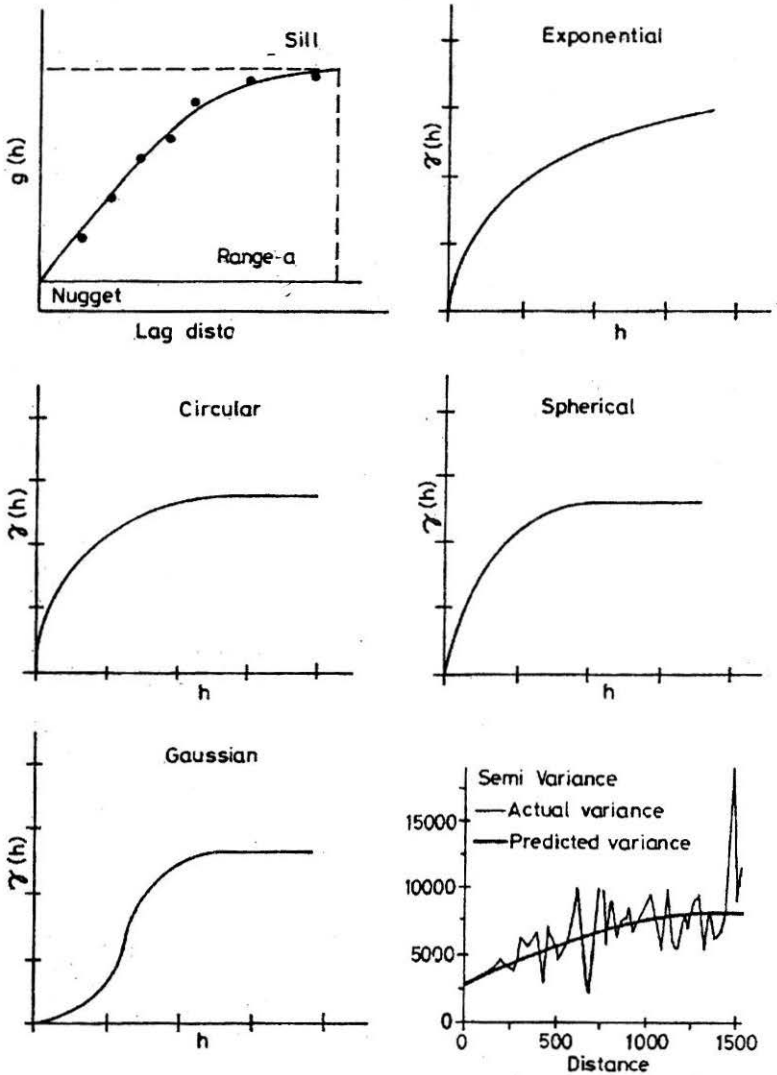 Sill
g (h)
Range-a
Nugget
Lag dista
Exponential
γ(h)
h
Circular
γ(h)
h
Spherical
γ(h)
h
Gaussian
γ(h)
h
Semi Variance
Actual variance
Predicted variance
15000
10000
5000
0
0 500 1000 1500
Distance